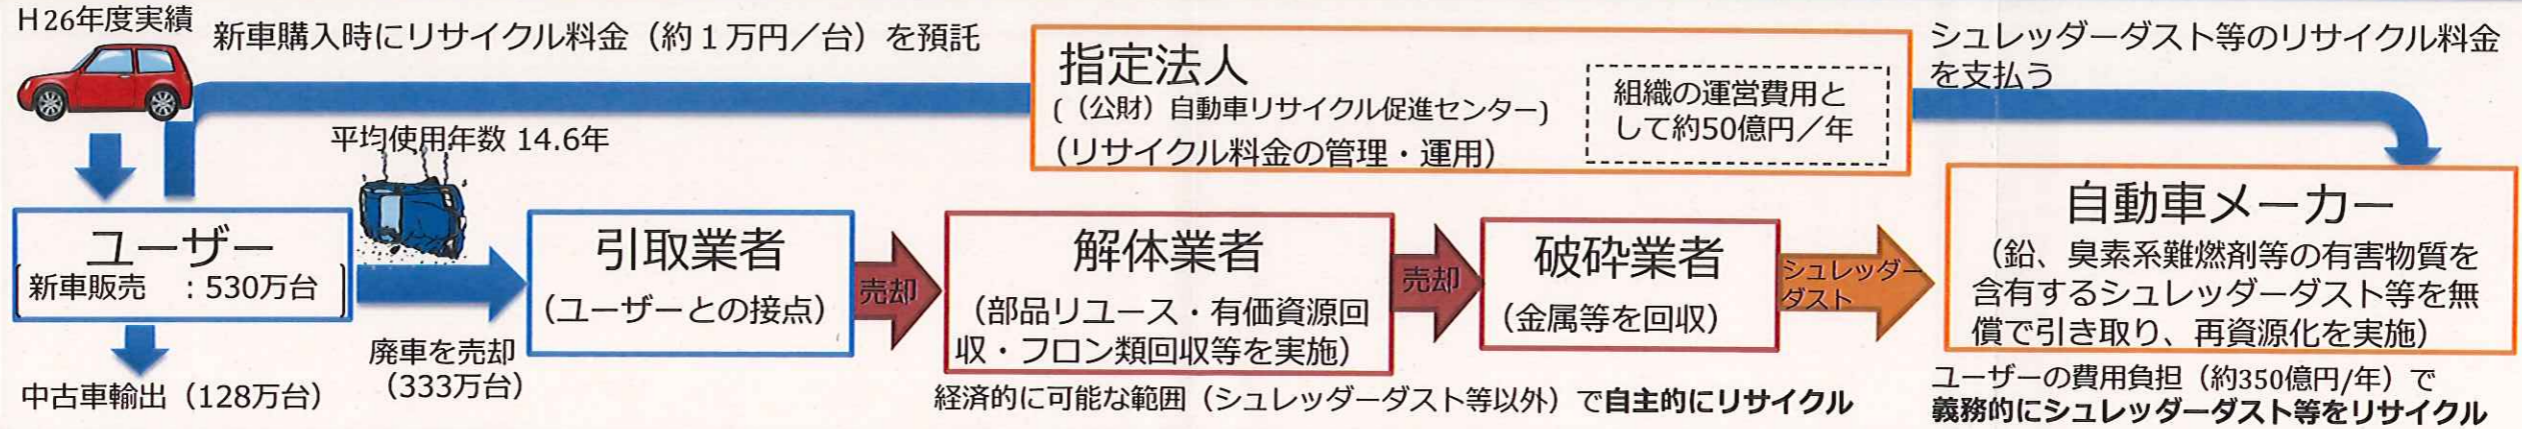 H26年度実績
新車購入時にリサイクル料金（約１万円／台）を預託
指定法人
(（公財）自動車リサイクル促進センター)
（リサイクル料金の管理・運用）
組織の運営費用と
して約50億円／年
シュレッダーダスト等のリサイクル料金
を支払う
平均使用年数 14.6年
ユーザー
新車販売　：530万台
中古車輸出（128万台）
廃車を売却
（333万台）
引取業者
（ユーザーとの接点）
売却
解体業者
（部品リユース・有価資源回
収・フロン類回収等を実施）
売却
破砕業者
（金属等を回収）
シュレッダー
ダスト
自動車メーカー
（鉛、臭素系難燃剤等の有害物質を
含有するシュレッダーダスト等を無
償で引き取り、再資源化を実施）
経済的に可能な範囲（シュレッダーダスト等以外）で自主的にリサイクル
ユーザーの費用負担（約350億円/年）で
義務的にシュレッダーダスト等をリサイクル